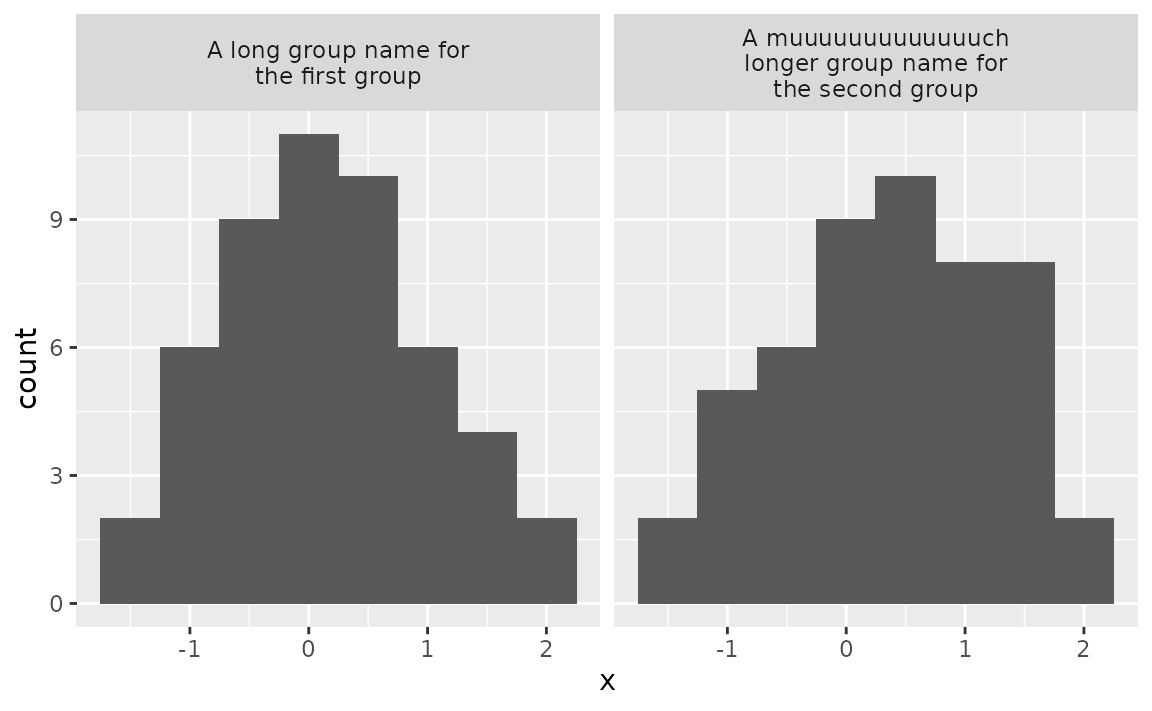 A long group name for
the first group
A muuuuuuuuuuuuuch
longer group name for
the second group
count
9
6
3
0
-1
0
1
2
-1
0
1
2
x